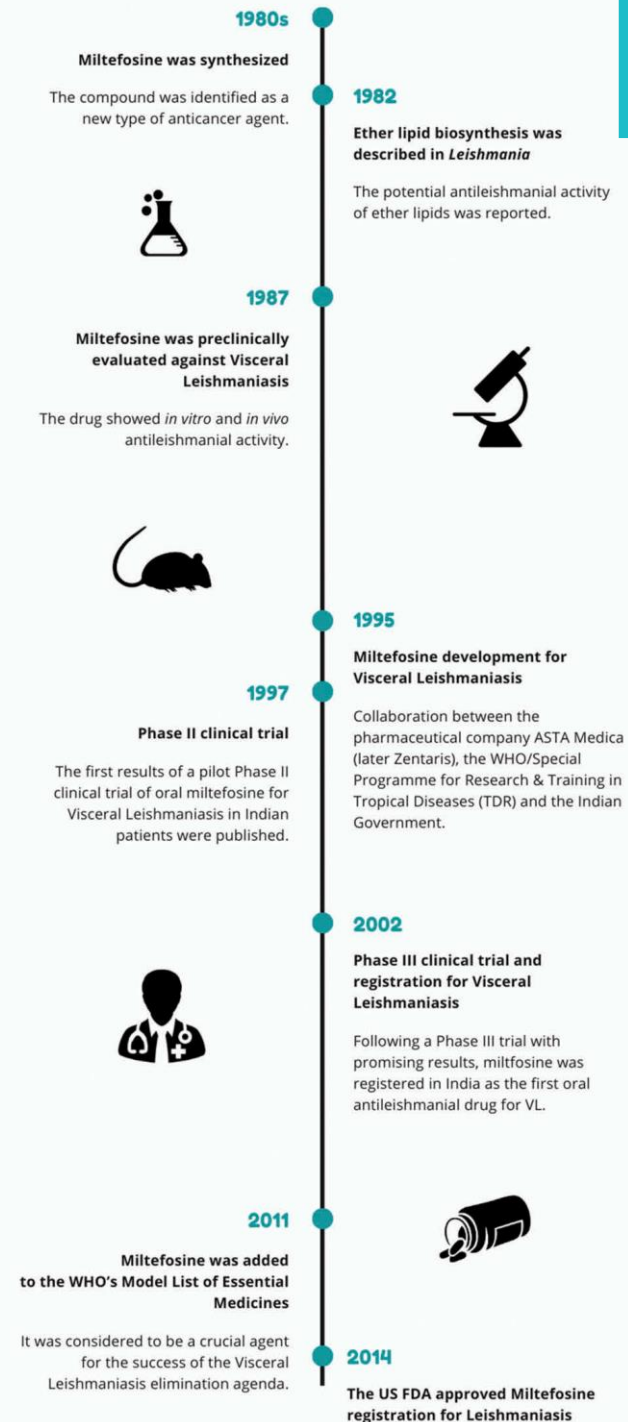 1980s
Miltefosine was synthesized
The compound was identified as a
new type of anticancer agent.
1982
Ether lipid biosynthesis was
described in Leishmania
The potential antileishmanial activity
of ether lipids was reported.
1987
Miltefosine was preclinically
evaluated against Visceral
Leishmaniasis
The drug showed in vitro and in vivo
antileishmanial activity.
1995
Miltefosine development for
Visceral Leishmaniasis
Collaboration between the
pharmaceutical company ASTA Medica
(later Zentaris), the WHO/Special
Programme for Research & Training in
Tropical Diseases (TDR) and the Indian
Government.
1997
Phase II clinical trial
The first results of a pilot Phase II
clinical trial of oral miltefosine for
Visceral Leishmaniasis in Indian
patients were published.
2002
Phase III clinical trial and
registration for Visceral
Leishmaniasis
Following a Phase III trial with
promising results, miltfosine was
registered in India as the first oral
antileishmanial drug for VL.
2011
Miltefosine was added
to the WHO's Model List of Essential
Medicines
It was considered to be a crucial agent
for the success of the Visceral
Leishmaniasis elimination agenda.
2014
The US FDA approved Miltefosine
registration for Leishmaniasis